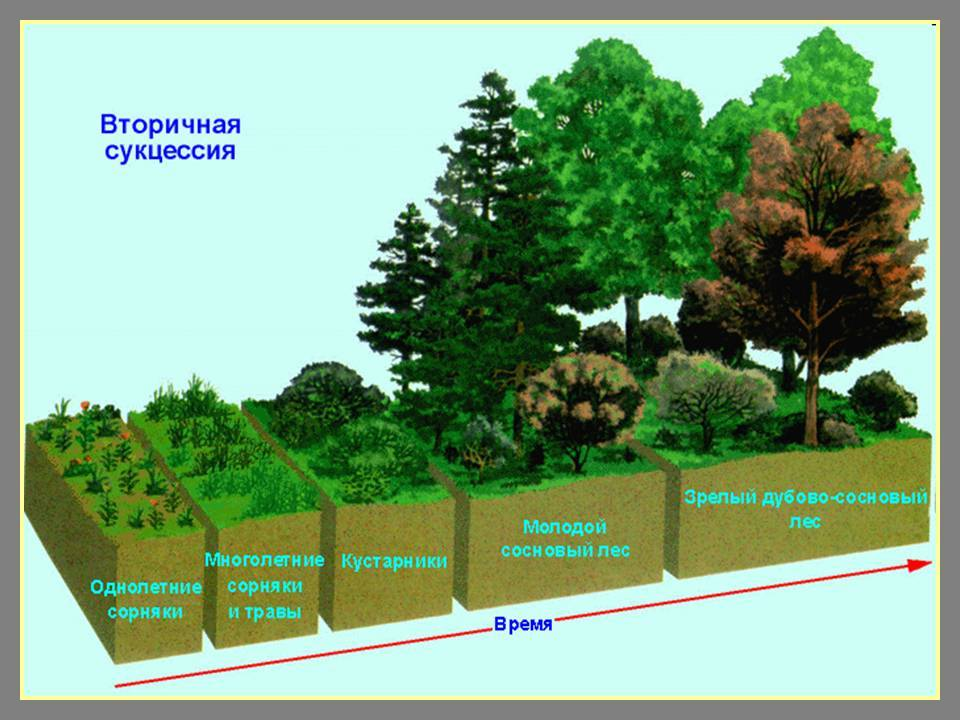 Вторичная
сукцессия
Однолетние
сорняки
Многолетние
сорняки
и травы
Кустарники
Молодой
сосновый лес
Зрелый дубово-сосновый
лес
Время